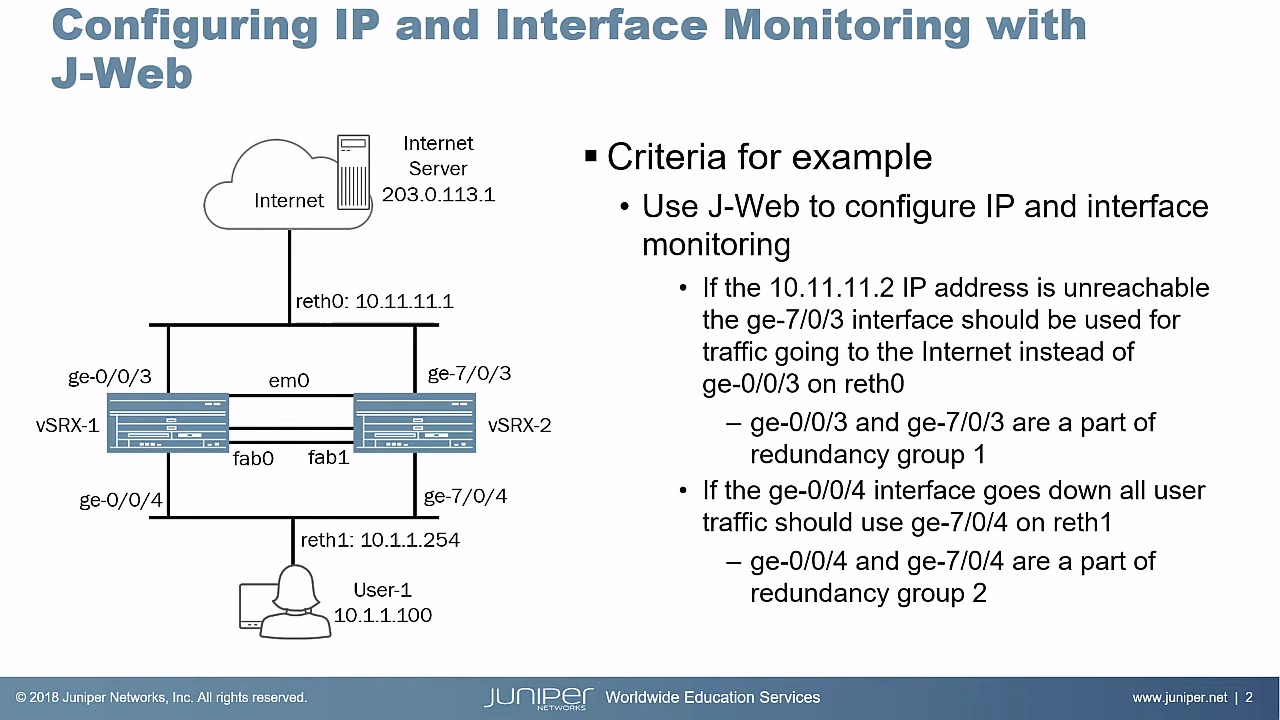 Configuring IP and Interface Monitoring with
J-Web
Internet
Server
203.0.113.1
Internet
reth0: 10.11.11.1
ge-0/0/3
em0
ge-7/0/3
vSRX-1
vSRX-2
fab0
fab1
ge-0/0/4
ge-7/0/4
reth1: 10.1.1.254
User-1
10.1.1.100
▪ Criteria for example
• Use J-Web to configure IP and interface
monitoring
• If the 10.11.11.2 IP address is unreachable
the ge-7/0/3 interface should be used for
traffic going to the Internet instead of
ge-0/0/3 on reth0
– ge-0/0/3 and ge-7/0/3 are a part of
redundancy group 1
• If the ge-0/0/4 interface goes down all user
traffic should use ge-7/0/4 on reth1
– ge-0/0/4 and ge-7/0/4 are a part of
redundancy group 2
© 2018 Juniper Networks, Inc. All rights reserved.
JUNIPER
NETWORKS
Worldwide Education Services
www.juniper.net | 2